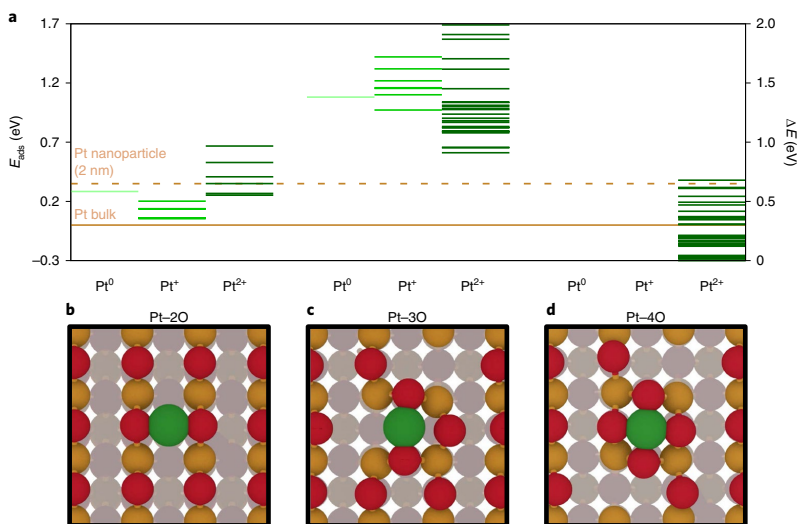 a
1.7
1.2
0.7
0.2
–0.3
E_ads (eV)
Pt nanoparticle
(2 nm)
Pt bulk
2.0
1.5
1.0
0.5
0
ΔE (eV)
Pt⁰ Pt⁺ Pt²⁺ Pt⁰ Pt⁺ Pt²⁺ Pt⁰ Pt⁺ Pt²⁺
b Pt–2O
c Pt–3O
d Pt–4O